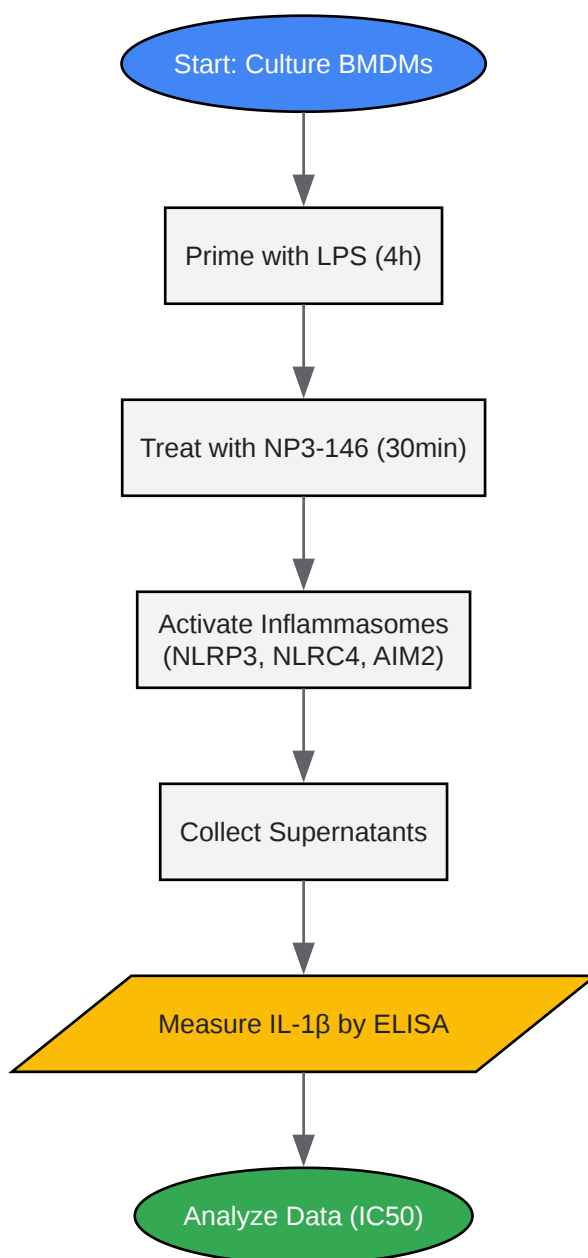 Start: Culture BMDMs
Prime with LPS (4h)
Treat with NP3-146 (30min)
Activate Inflammasomes
(NLRP3, NLRC4, AIM2)
Collect Supernatants
Measure IL-1β by ELISA
Analyze Data (IC50)